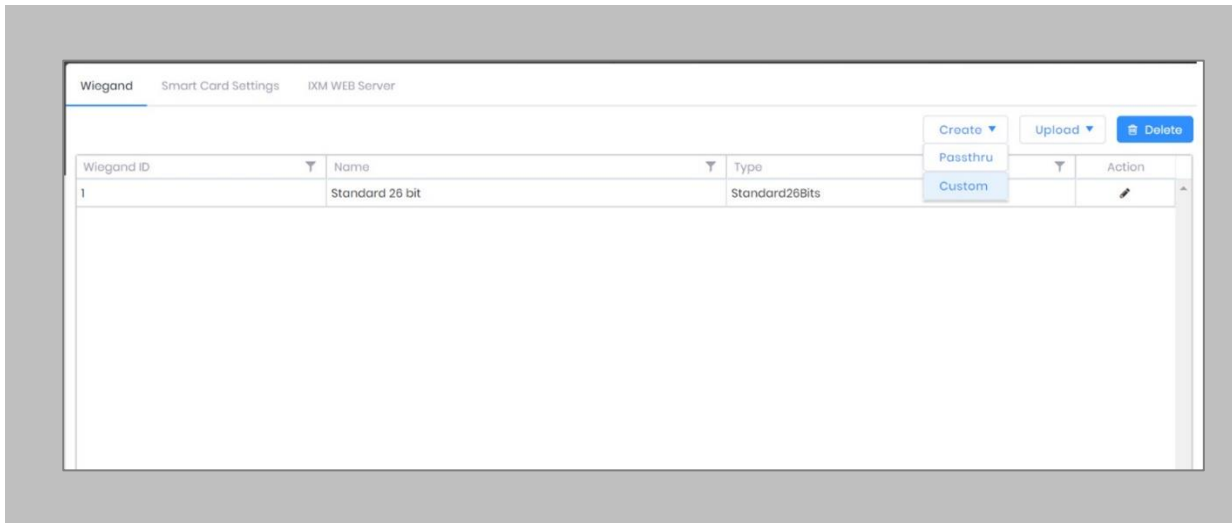 Wiegand Smart Card Settings IXM WEB Server
Create Upload Delete
Passthru
Custom
Wiegand ID Name Type Action
1 Standard 26 bit Standard26Bits